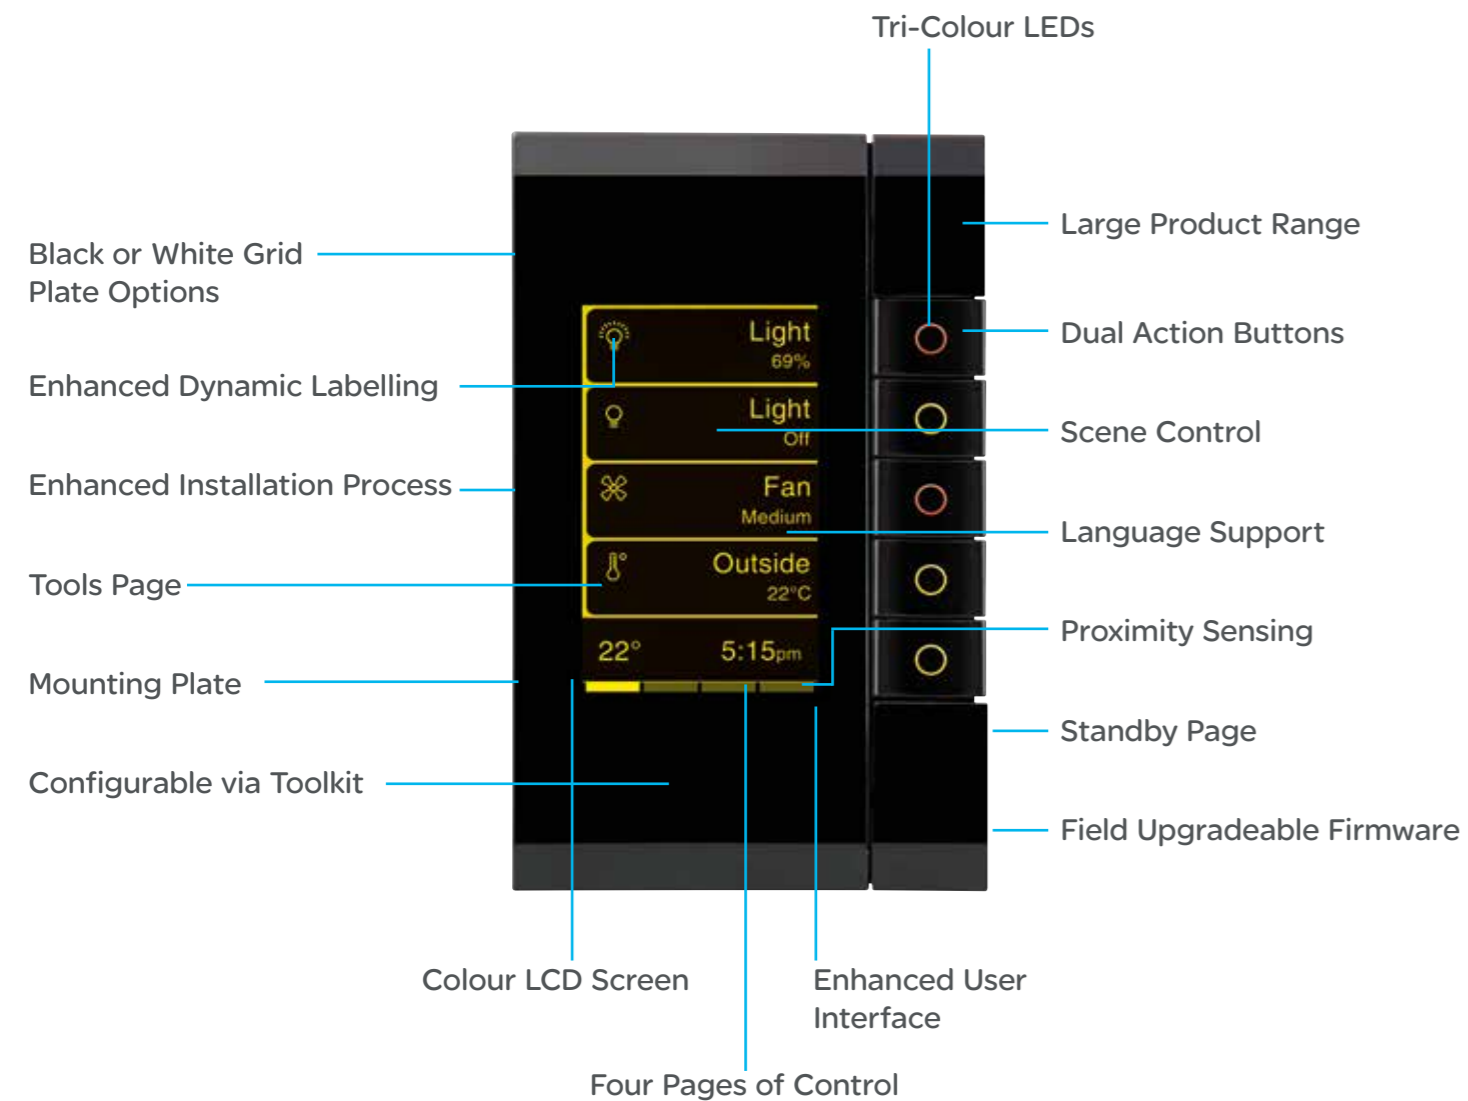 Tri-Colour LEDs
Large Product Range
Black or White Grid
Plate Options
Light
69%
Dual Action Buttons
Enhanced Dynamic Labelling
Light
Off
Scene Control
Enhanced Installation Process
Fan
Medium
Language Support
Tools Page
Outside
22°C
Proximity Sensing
22°
5:15pm
Mounting Plate
Standby Page
Configurable via Toolkit
Field Upgradeable Firmware
Colour LCD Screen
Enhanced User
Interface
Four Pages of Control